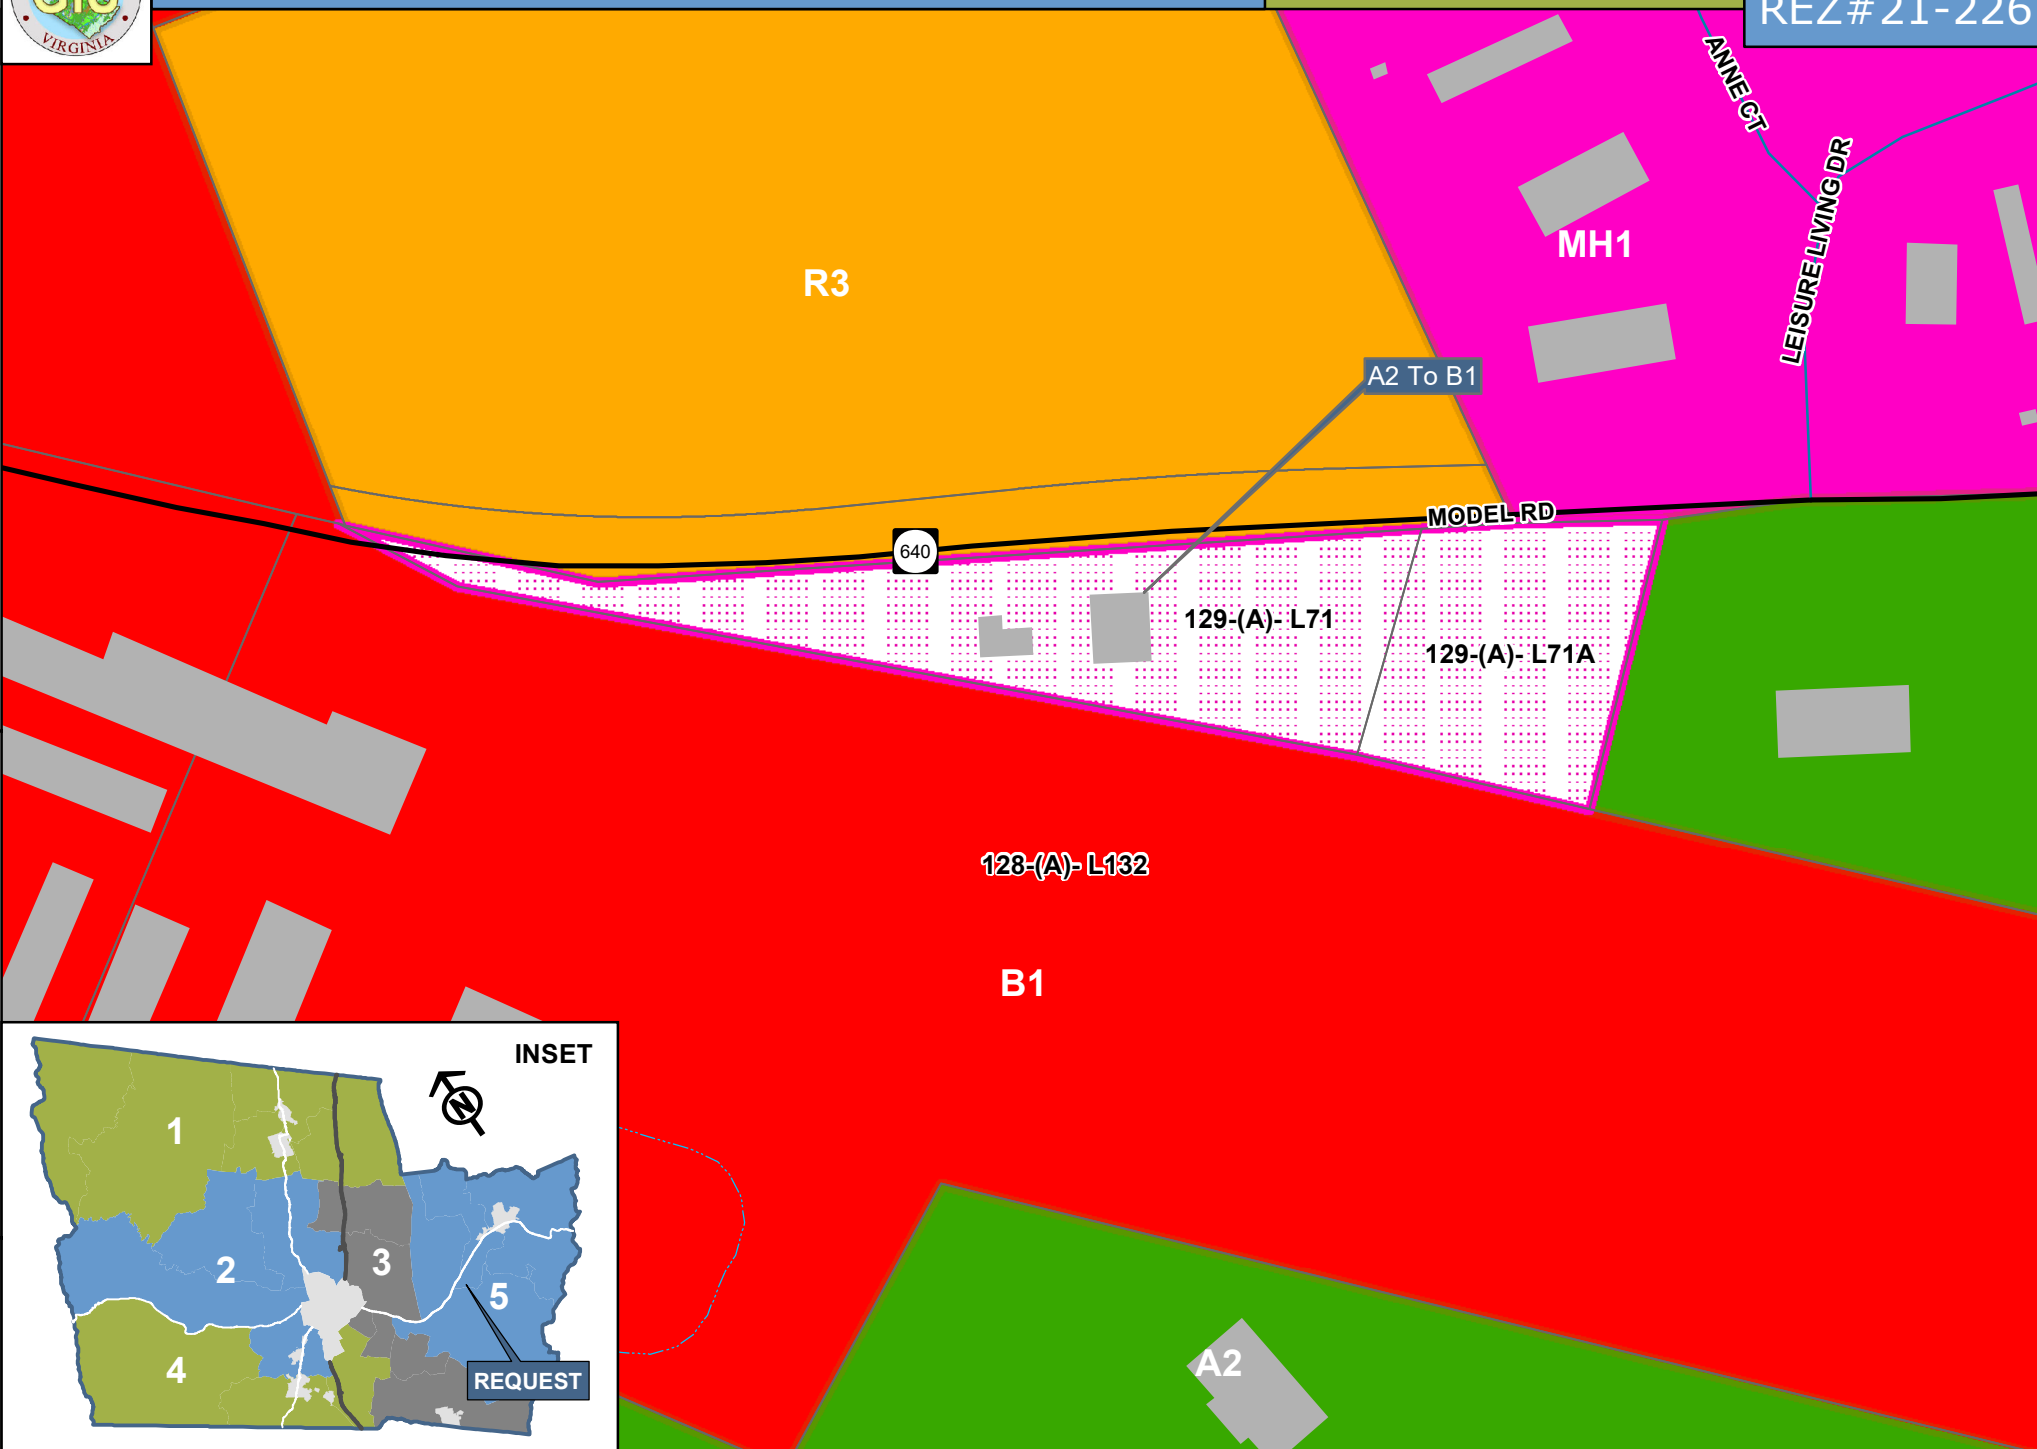 VIRGINIA
REZ#21-226
ANNE CT
LEISURE LIVING DR
MH1
R3
A2 To B1
MODEL RD
640
129-(A)- L71
129-(A)- L71A
128-(A)- L132
B1
INSET
N
1
2
3
5
4
REQUEST
A2